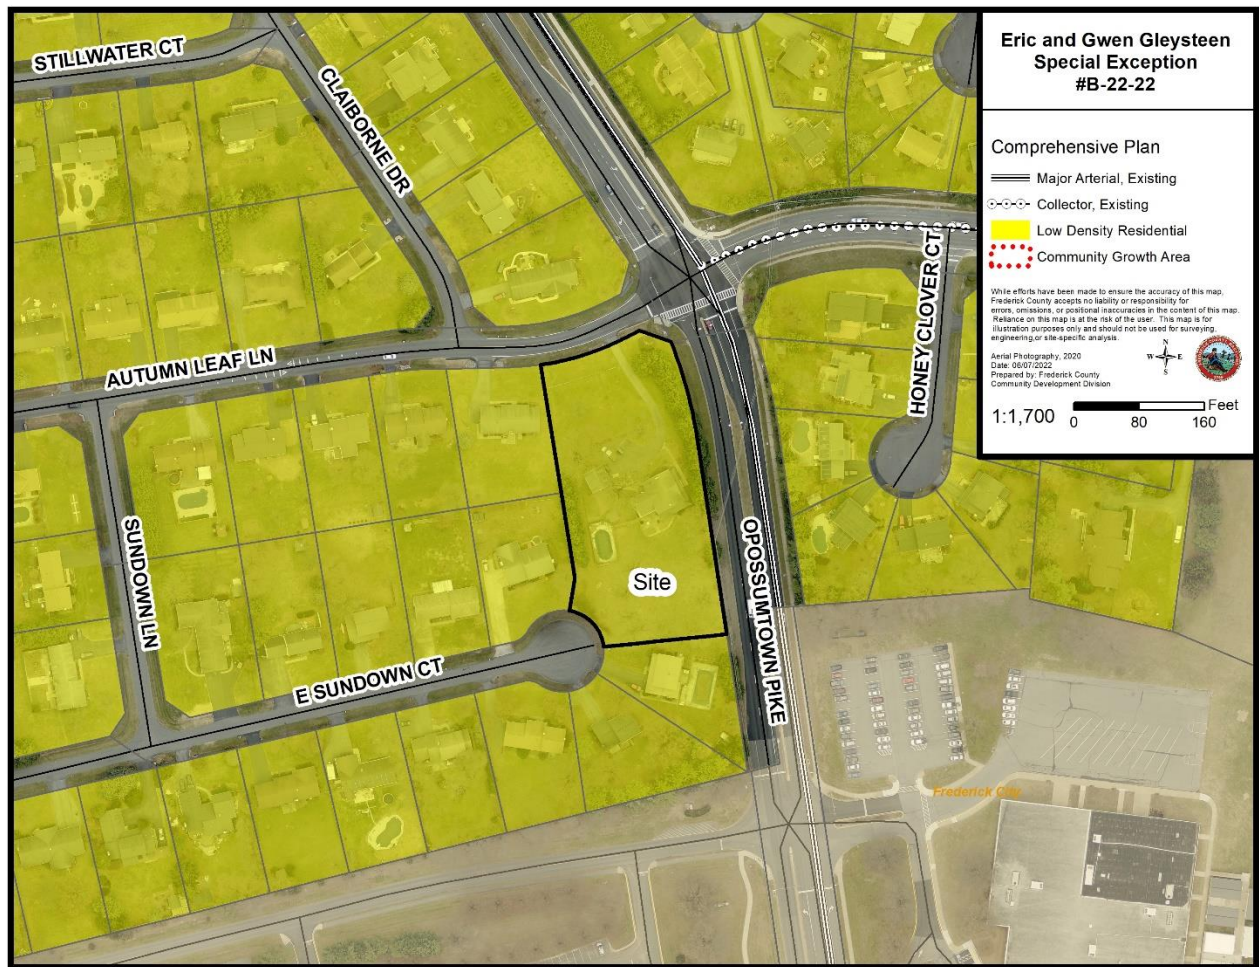 Eric and Gwen Gleysteen
Special Exception
#B-22-22
Comprehensive Plan
Major Arterial, Existing
Collector, Existing
Low Density Residential
Community Growth Area
While efforts have been made to ensure the accuracy of this map,
Frederick County accepts no liability or responsibility for
errors, omissions, or positional inaccuracies in the content of this map.
Reliance on this map is at the risk of the user. This map is for
illustration purposes only and should not be used for surveying,
engineering,or site-specific analysis.
Aerial Photography, 2020
Date: 06/07/2022
Prepared by: Frederick County
Community Development Division
N
W E
S
1:1,700
Feet
0 80 160
STILLWATER CT
CLAIBORNE DR
AUTUMN LEAF LN
HONEY CLOVER CT
SUNDOWN LN
Site
OPOSSUMTOWN PIKE
E SUNDOWN CT
Frederick City